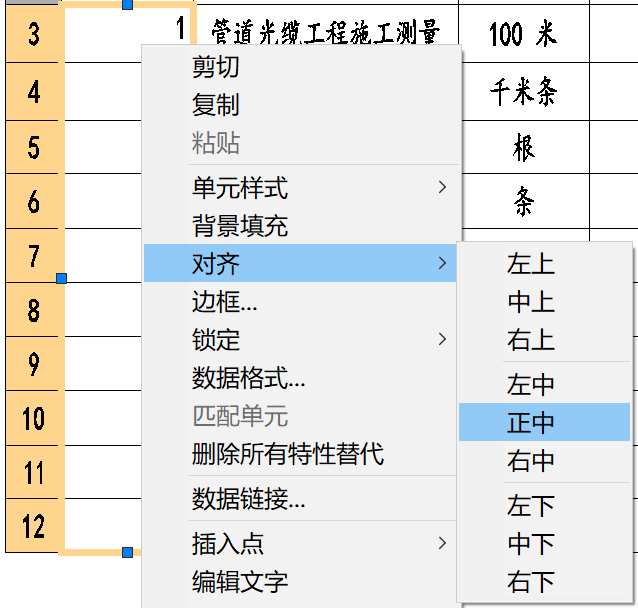 3 1 管道光缆工程施工测量 100 米
剪切
4 复制 千米条
粘贴
5 根
单元样式
6 条
背景填充
7 对齐 左上
8 边框... 中上
锁定 右上
9 数据格式... 左中
10 匹配单元 正中
删除所有特性替代 右中
11
12 数据链接... 左下
插入点 中下
编辑文字 右下